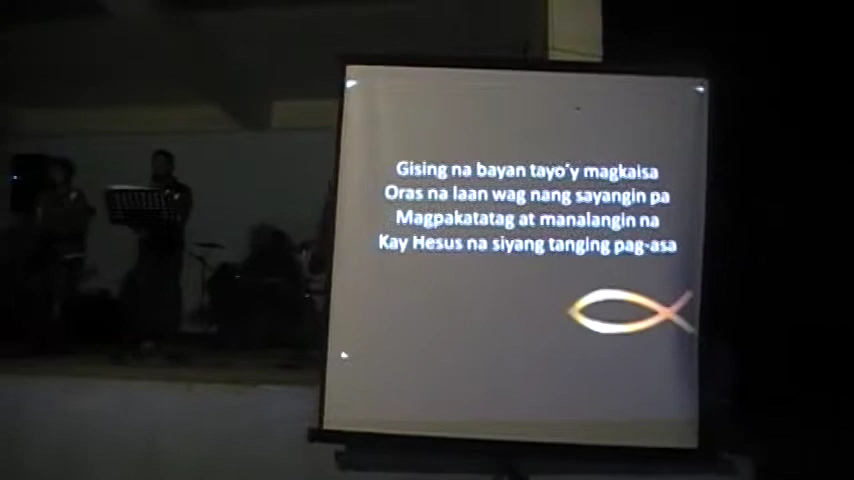 Gising na bayan tayo'y magkaisa
Oras na laan wag nang sayangin pa
Magpakatatag at manalangin na
Kay Hesus na siyang tanging pag-asa